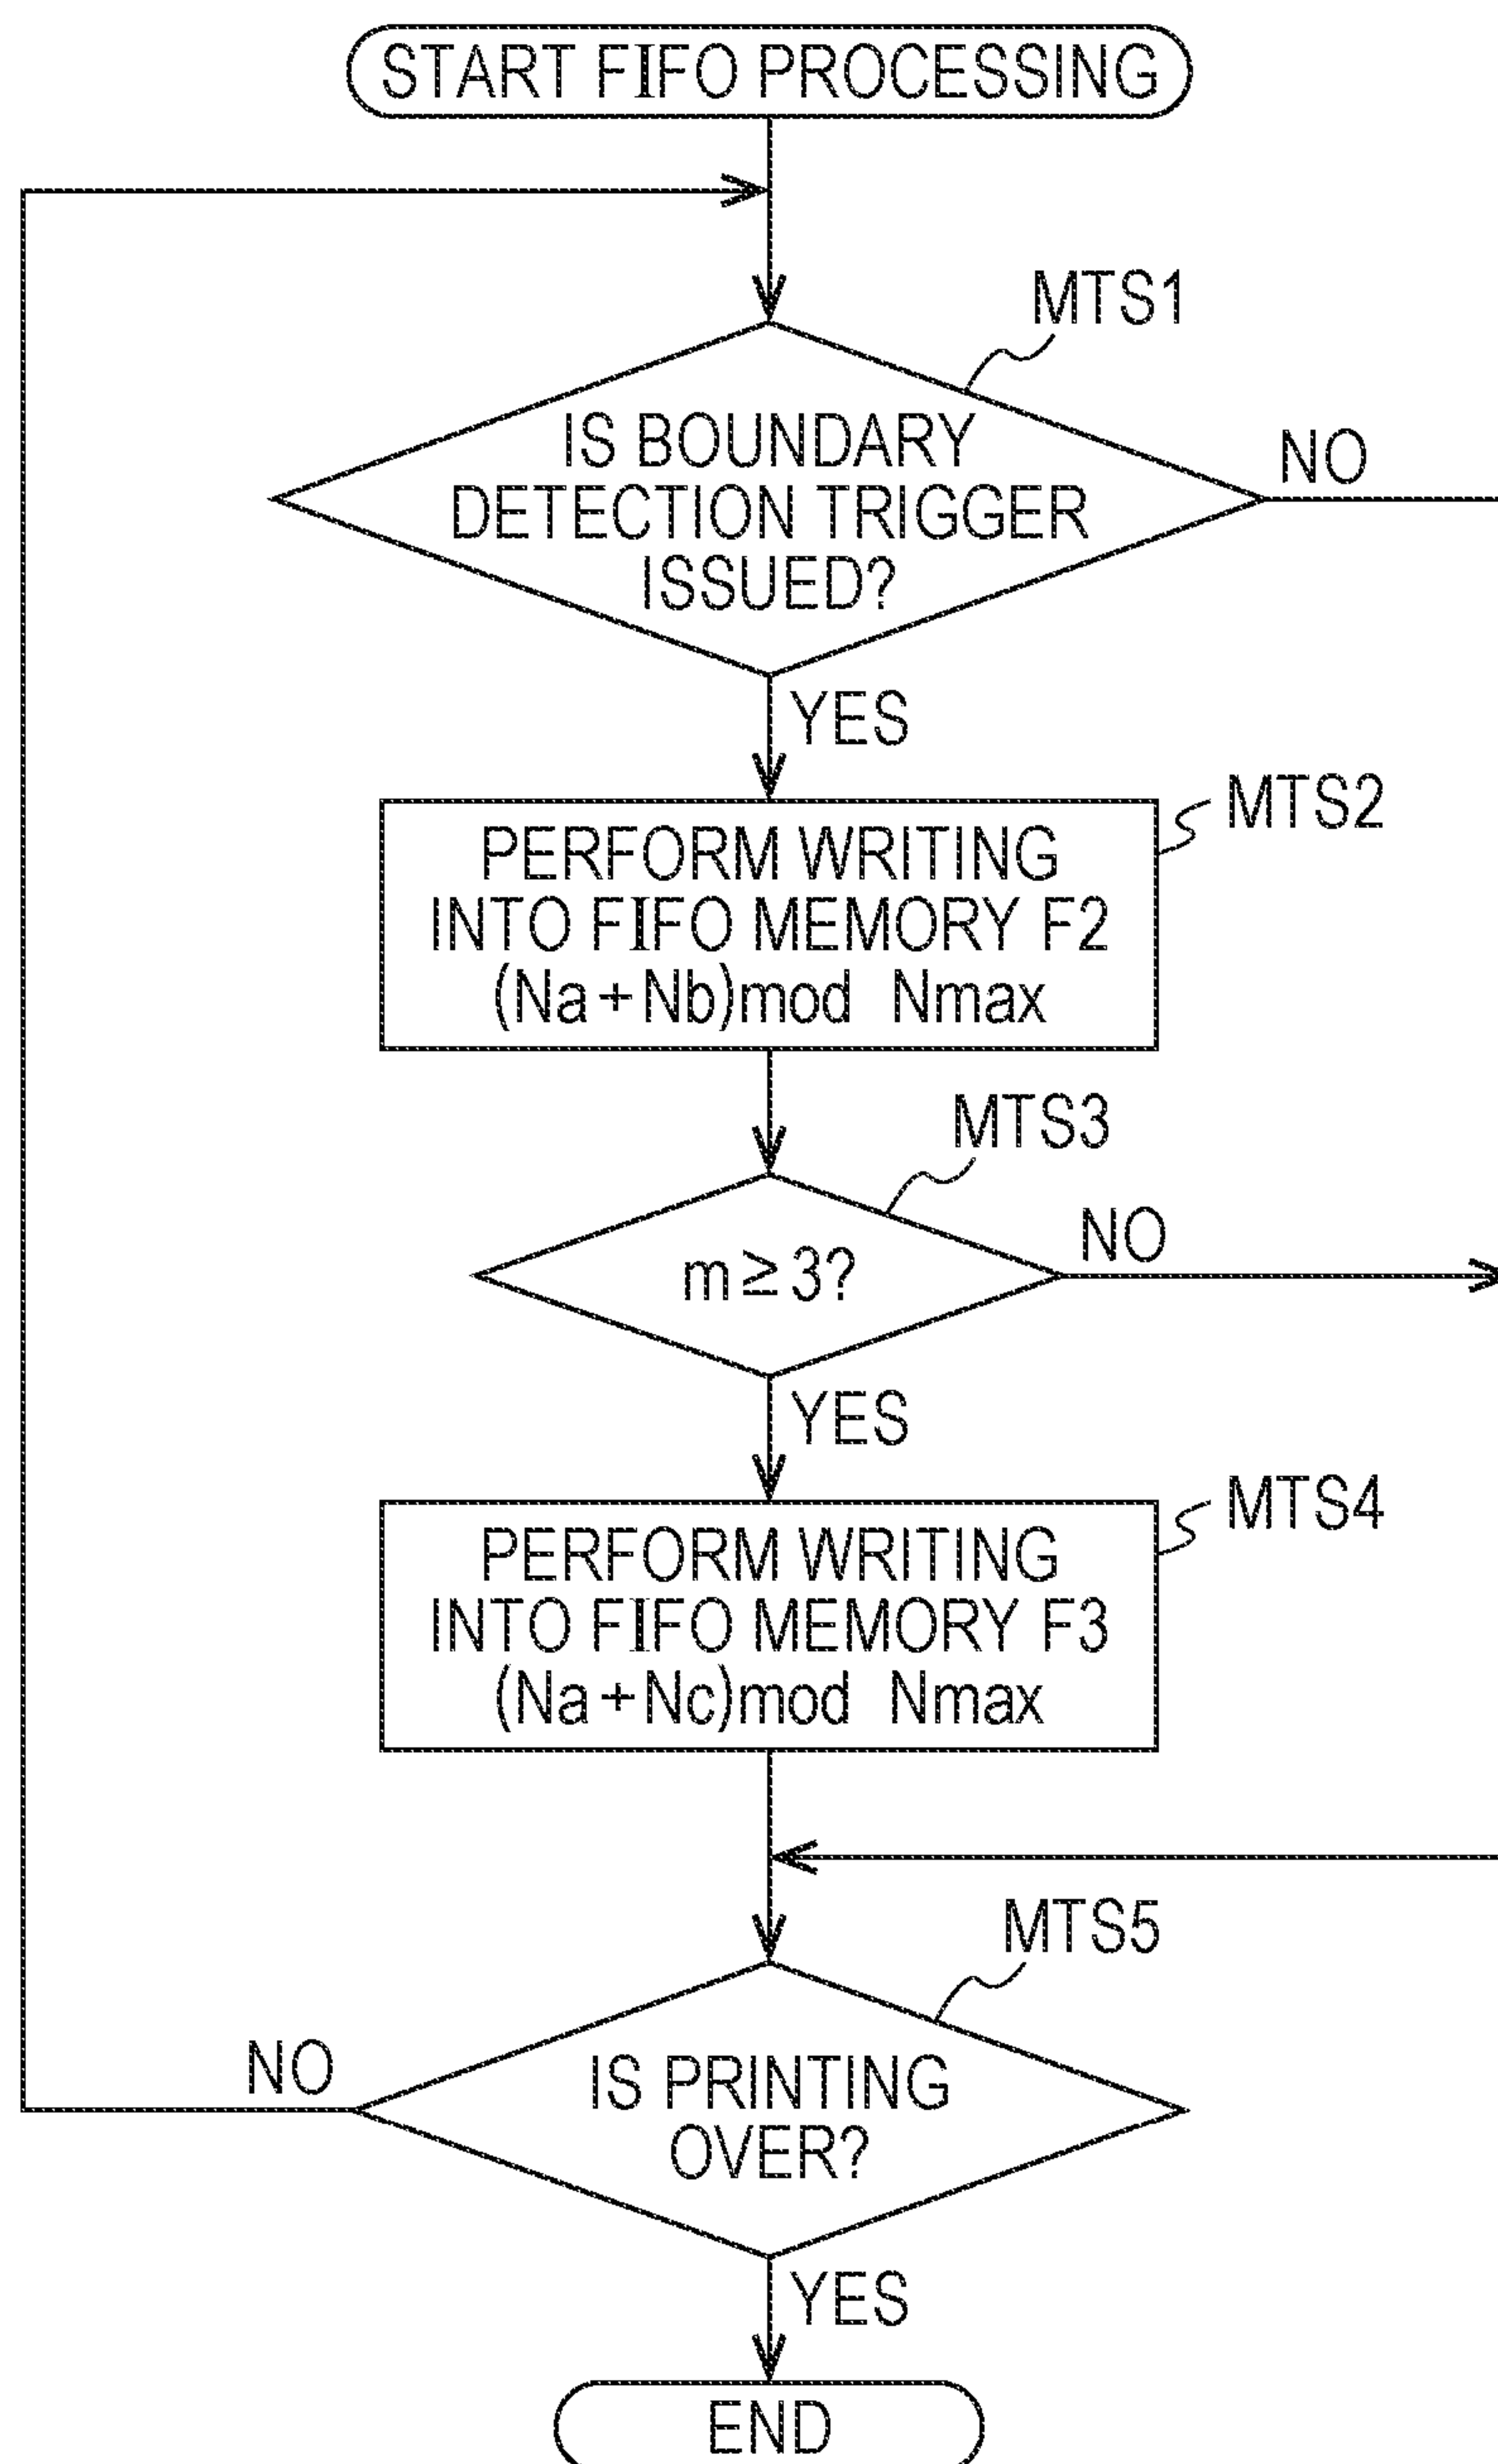 START FIFO PROCESSING
MTS1
IS BOUNDARY
DETECTION TRIGGER
ISSUED?
NO
YES
MTS2
PERFORM WRITING
INTO FIFO MEMORY F2
(Na+Nb)mod Nmax
MTS3
m≥3?
NO
YES
MTS4
PERFORM WRITING
INTO FIFO MEMORY F3
(Na+Nc)mod Nmax
MTS5
NO
IS PRINTING
OVER?
YES
END